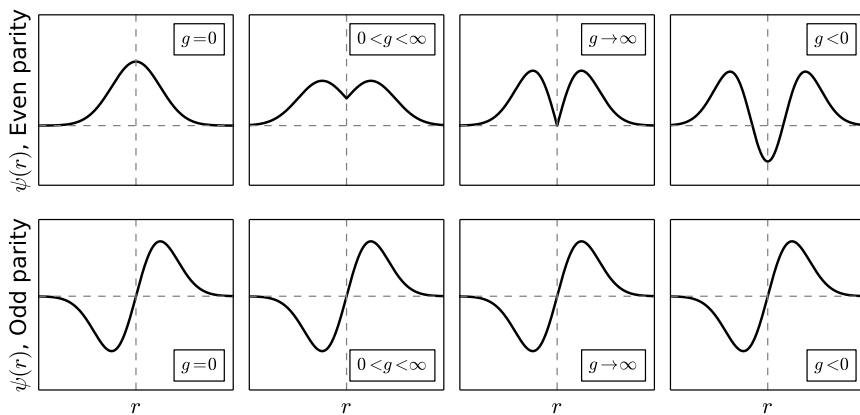 ψ(r), Even parity
g=0
0<g<∞
g→∞
g<0
ψ(r), Odd parity
g=0
0<g<∞
g→∞
g<0
r
r
r
r